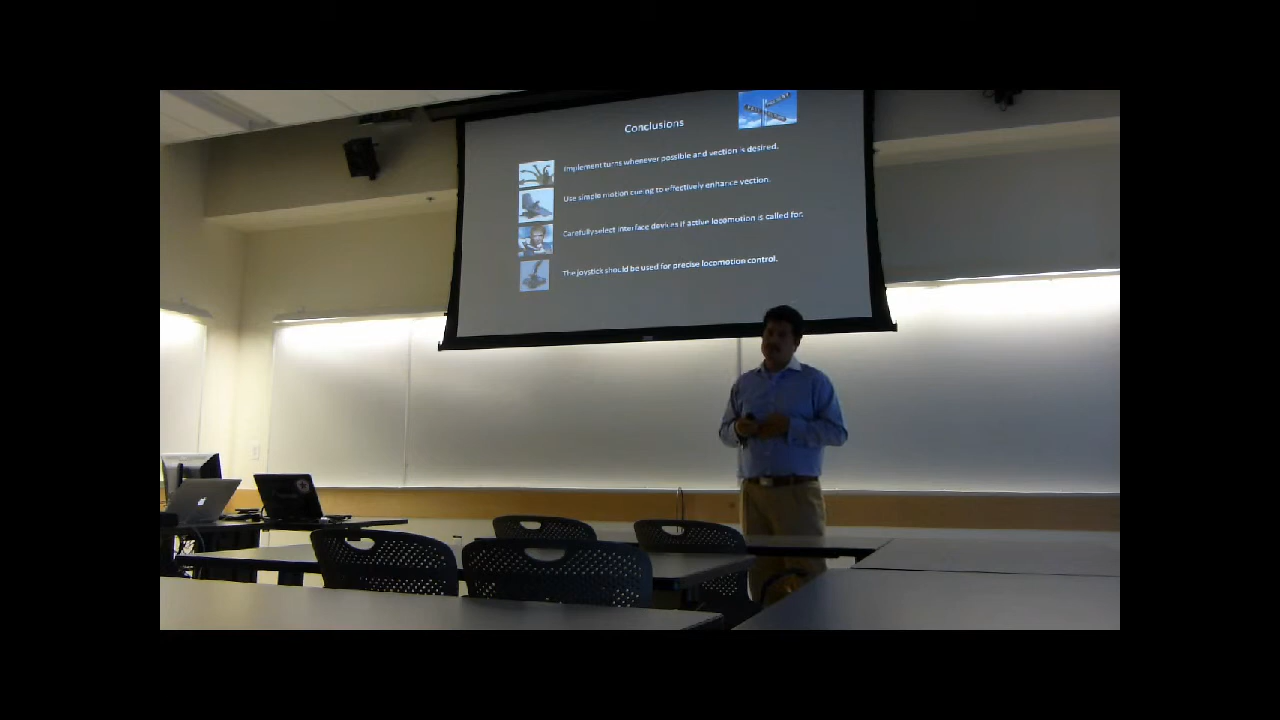 Conclusions
Implement turns whenever possible and vection is desired.
Use simple motion cueing to effectively enhance vection.
Carefully select interface devices if active locomotion is called for.
The joystick should be used for precise locomotion control.